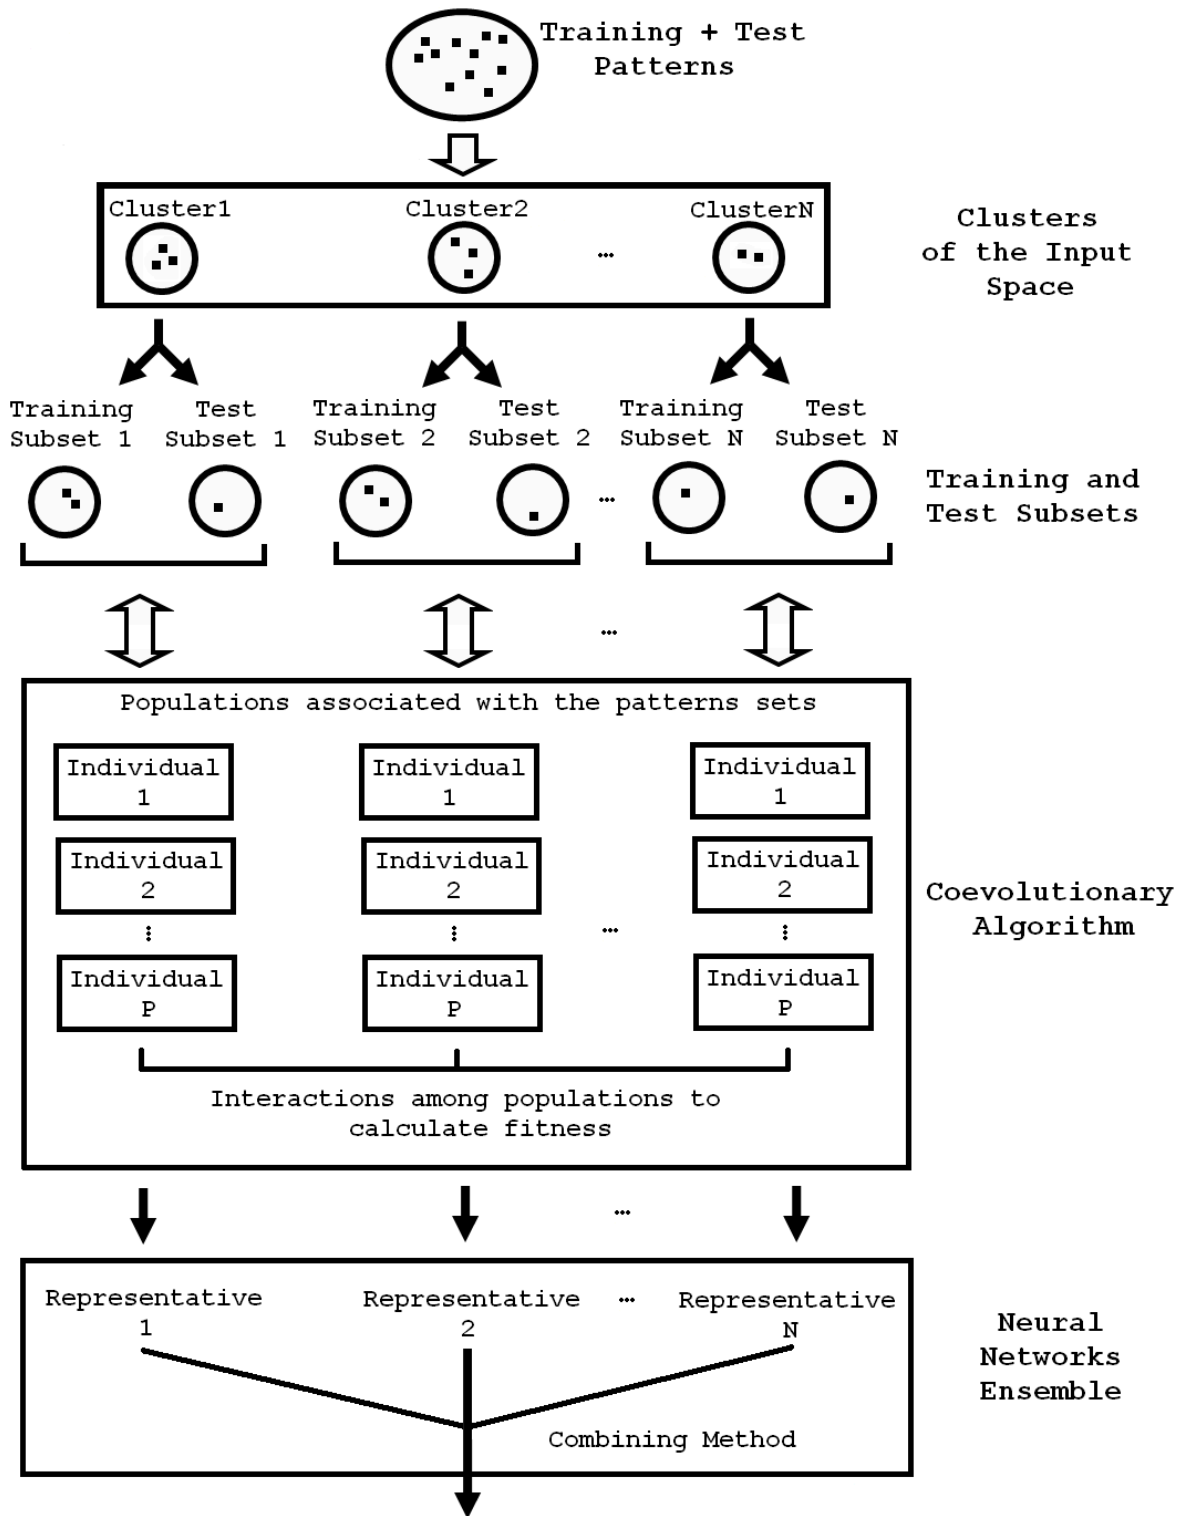 Training + Test
Patterns
Cluster1
Cluster2
ClusterN
...
Clusters
of the Input
Space
Training
Subset 1
Test
Subset 1
Training
Subset 2
Test
Subset 2
Training
Subset N
Test
Subset N
...
Training and
Test Subsets
...
Populations associated with the patterns sets
Individual
1
Individual
1
Individual
1
Individual
2
Individual
2
Individual
2
...
Individual
P
Individual
P
Individual
P
Coevolutionary
Algorithm
Interactions among populations to
calculate fitness
...
Representative
1
Representative
2
...
Representative
N
Combining Method
Neural
Networks
Ensemble